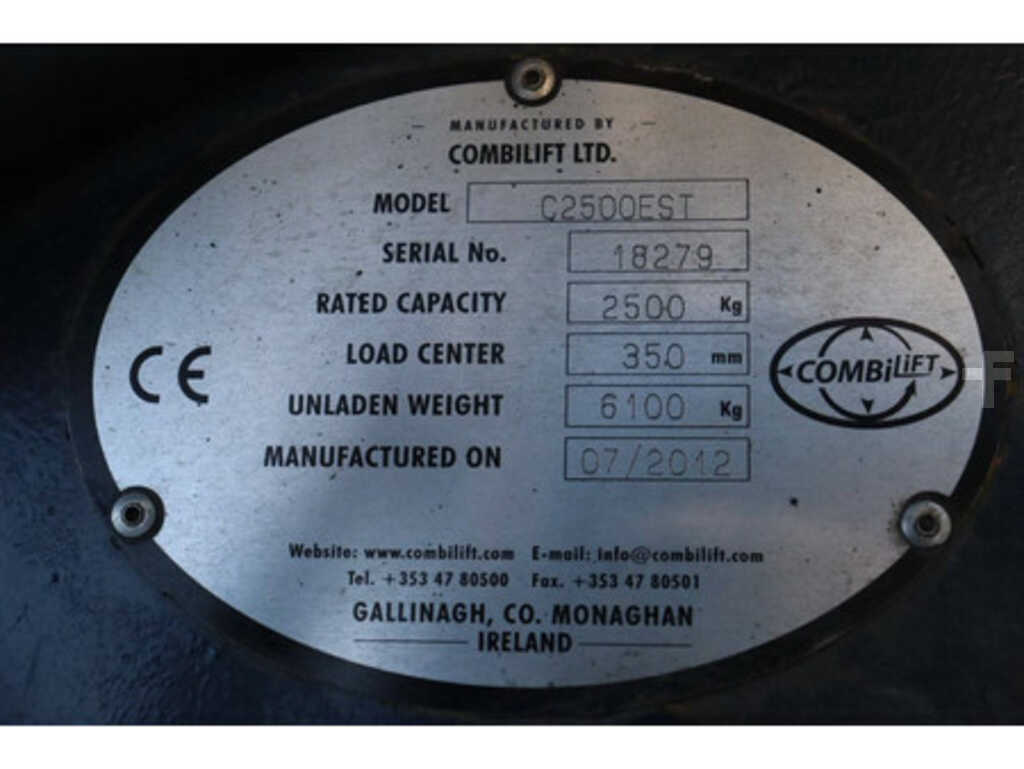 MANUFACTURED BY
COMBILIFT LTD.
MODEL C2500EST
SERIAL No. 18279
RATED CAPACITY 2500 Kg
LOAD CENTER 350 mm
UNLADEN WEIGHT 6100 Kg
MANUFACTURED ON 07/2012
CE
COMBiLiFT
Website: www.combilift.com E-mail: info@combilift.com
Tel. +353 47 80500 Fax. +353 47 80501
GALLINAGH, CO. MONAGHAN
IRELAND